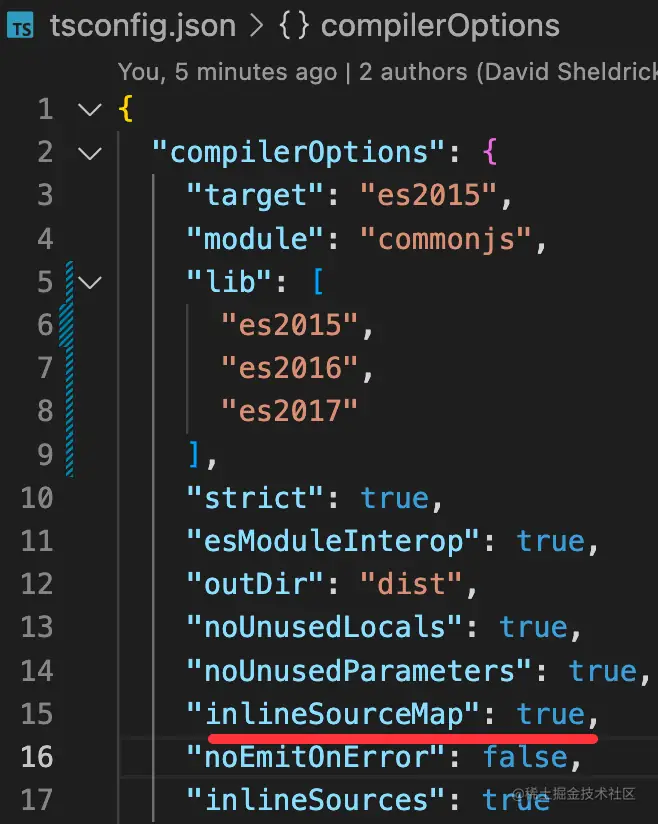 TS tsconfig.json > {} compilerOptions
You, 5 minutes ago | 2 authors (David Sheldrick
1 {
2 "compilerOptions": {
3 "target": "es2015",
4 "module": "commonjs",
5 "lib": [
6 "es2015",
7 "es2016",
8 "es2017"
9 ],
10 "strict": true,
11 "esModuleInterop": true,
12 "outDir": "dist",
13 "noUnusedLocals": true,
14 "noUnusedParameters": true,
15 "inlineSourceMap": true,
16 "noEmitOnError": false,
17 "inlineSources": true
@稀土掘金技术社区